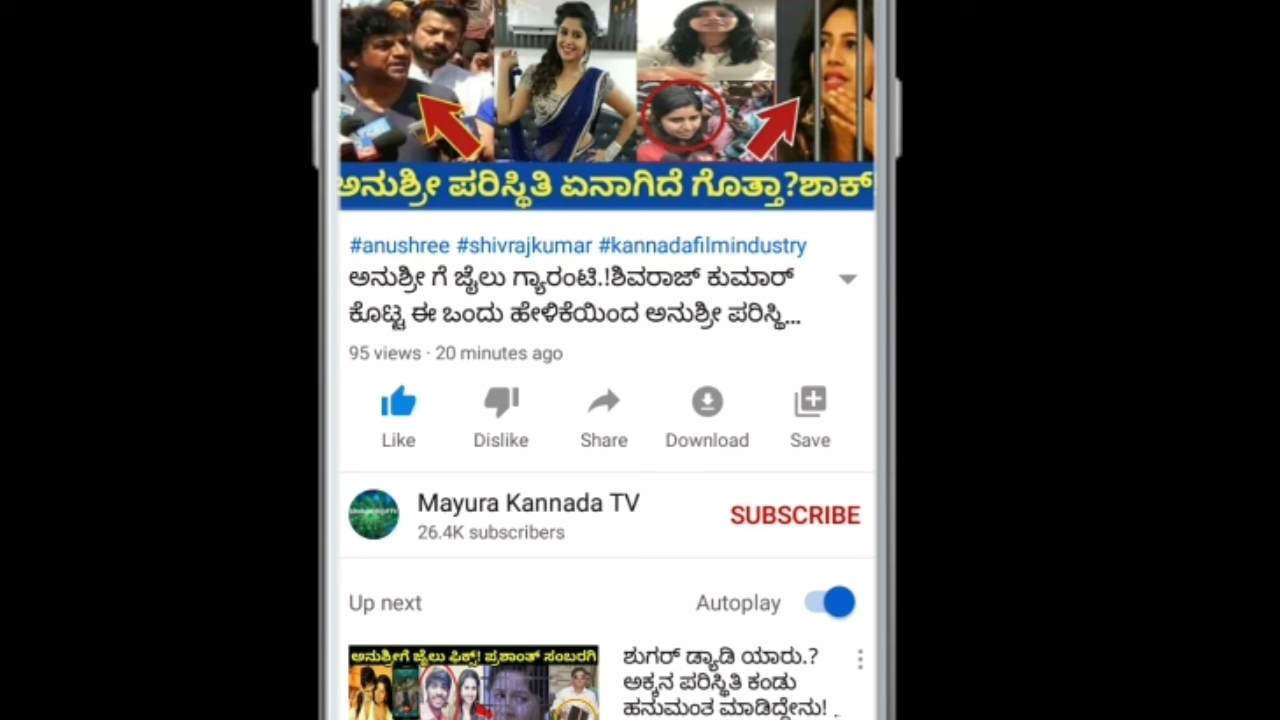 ಅನುಶ್ರೀ ಪರಿಸ್ಥಿತಿ ಏನಾಗಿದೆ ಗೊತ್ತಾ?ಶಾಕ್
#anushree #shivrajkumar #kannadafilmindustry
ಅನುಶ್ರೀ ಗೆ ಜೈಲು ಗ್ಯಾರಂಟಿ.!ಶಿವರಾಜ್ ಕುಮಾರ್
ಕೊಟ್ಟ ಈ ಒಂದು ಹೇಳಿಕೆಯಿಂದ ಅನುಶ್ರೀ ಪರಿಸ್ಥಿ...
95 views · 20 minutes ago
Like Dislike Share Download Save
Mayura Kannada TV
SUBSCRIBE
26.4K subscribers
Up next
Autoplay
ಅನುಶ್ರೀಗೆ ಜೈಲು ಫಿಕ್ಸ್! ಪ್ರಶಾಂತ್ ಸಂಬರಗಿ
ಶುಗರ್ ಡ್ಯಾಡಿ ಯಾರು.?
ಅಕ್ಕನ ಪರಿಸ್ಥಿತಿ ಕಂಡು
ಹನುಮಂತ ಮಾಡಿದ್ದೇನು!